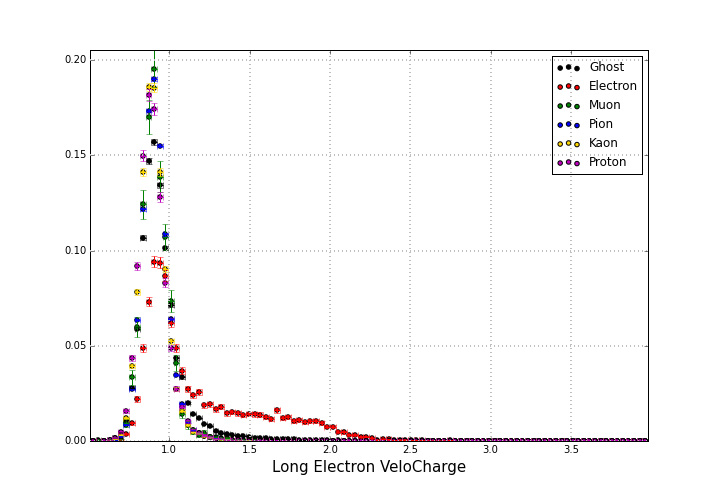 0.20
0.15
0.10
0.05
0.00
1.0 1.5 2.0 2.5 3.0 3.5
Long Electron VeloCharge
Ghost
Electron
Muon
Pion
Kaon
Proton